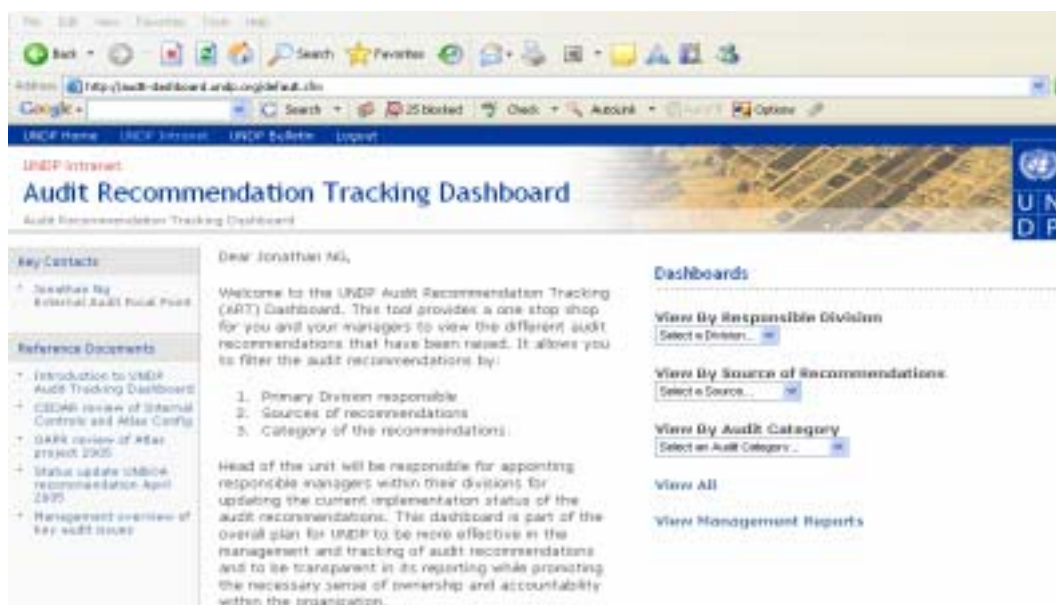 File Edit View Favorites Tools Help
Back Search Favorites
Address http://audit-dashboard.undp.org/default.cfm
Google Search 25 blocked Check AutoLink Options
UNDP Home UNDP Intranet UNDP Bulletin Logout
UNDP Intranet
Audit Recommendation Tracking Dashboard
Audit Recommendation Tracking Dashboard
U N
D P
Key Contacts
Jonathan Ng
External Audit Focal Point
Reference Documents
Introduction to UNDP
Audit Tracking Dashboard
CEDAR review of Internal
Controls and Atlas Config
OAPR review of Atlas
project 2005
Status update UNBOA
recommendation April
2005
Management overview of
key audit issues
Dear Jonathan NG,
Welcome to the UNDP Audit Recommendation Tracking
(ART) Dashboard. This tool provides a one stop shop
for you and your managers to view the different audit
recommendations that have been raised. It allows you
to filter the audit recommendations by:
1. Primary Division responsible
2. Sources of recommendations
3. Category of the recommendations.
Head of the unit will be responsible for appointing
responsible managers within their divisions for
updating the current implementation status of the
audit recommendations. This dashboard is part of the
overall plan for UNDP to be more effective in the
management and tracking of audit recommendations
and to be transparent in its reporting while promoting
the necessary sense of ownership and accountability
within the organization.
Dashboards
View By Responsible Division
Select a Division...
View By Source of Recommendations
Select a Source...
View By Audit Category
Select an Audit Category...
View All
View Management Reports